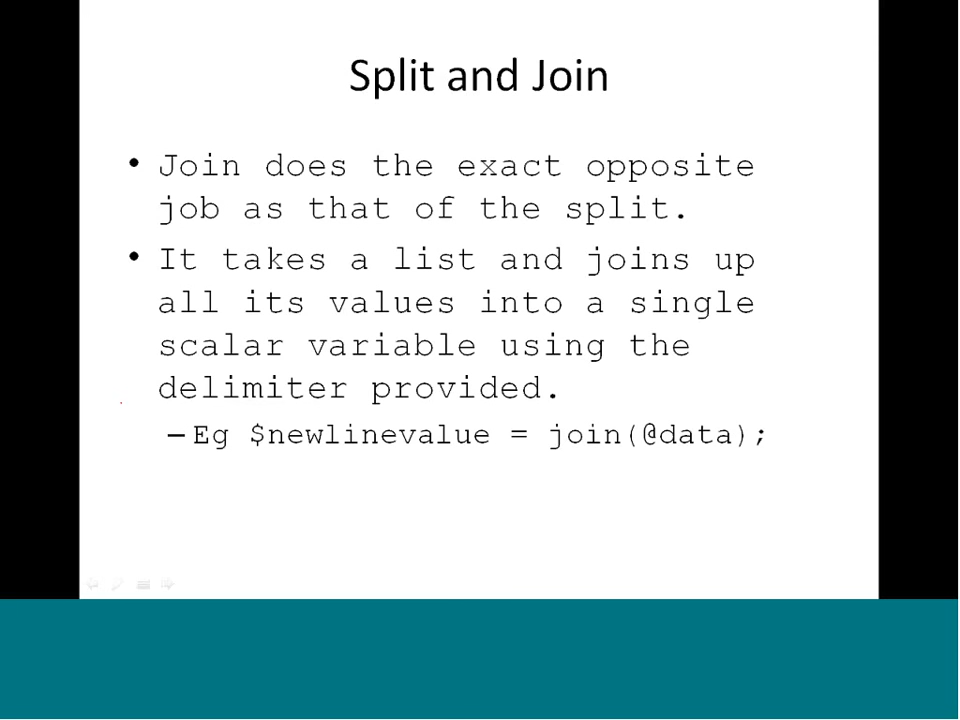 Split and Join
• Join does the exact opposite
job as that of the split.
• It takes a list and joins up
all its values into a single
scalar variable using the
delimiter provided.
– Eg $newlinevalue = join(@data);